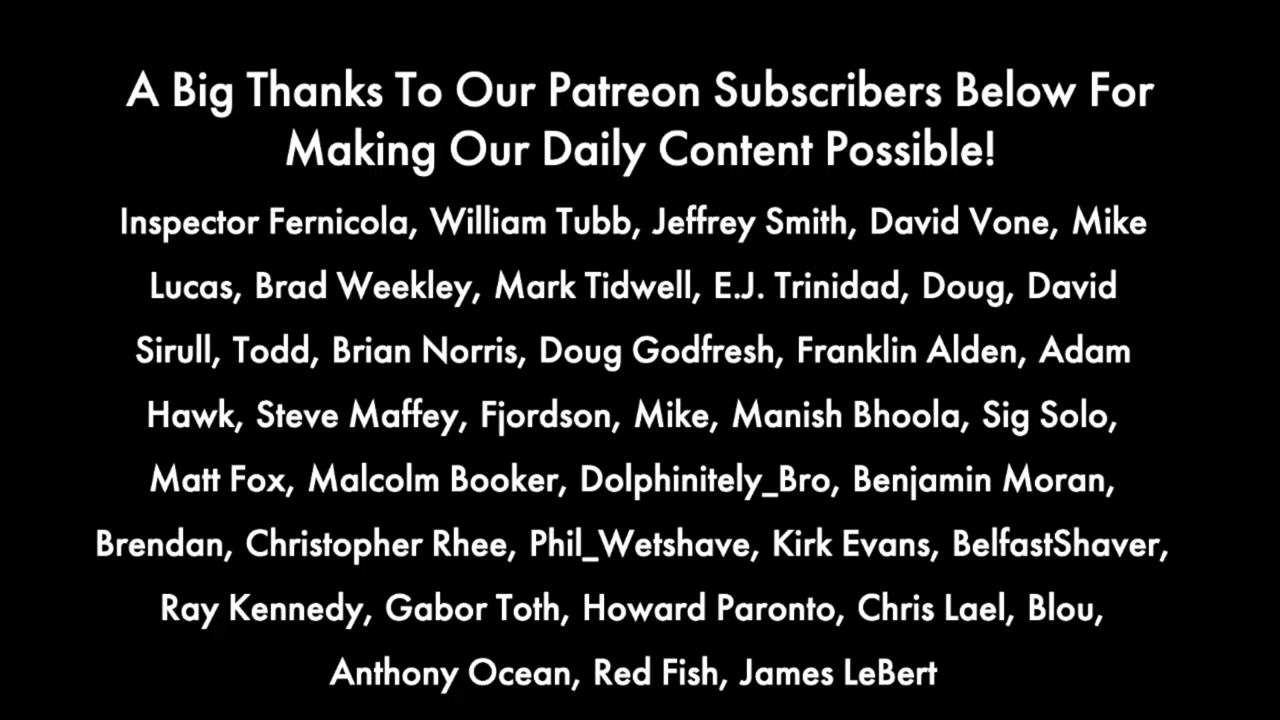 A Big Thanks To Our Patreon Subscribers Below For
Making Our Daily Content Possible!
Inspector Fernicola, William Tubb, Jeffrey Smith, David Vone, Mike
Lucas, Brad Weekley, Mark Tidwell, E.J. Trinidad, Doug, David
Sirull, Todd, Brian Norris, Doug Godfresh, Franklin Alden, Adam
Hawk, Steve Maffey, Fjordson, Mike, Manish Bhoola, Sig Solo,
Matt Fox, Malcolm Booker, Dolphinitely_Bro, Benjamin Moran,
Brendan, Christopher Rhee, Phil_Wetshave, Kirk Evans, BelfastShaver,
Ray Kennedy, Gabor Toth, Howard Paronto, Chris Lael, Blou,
Anthony Ocean, Red Fish, James LeBert